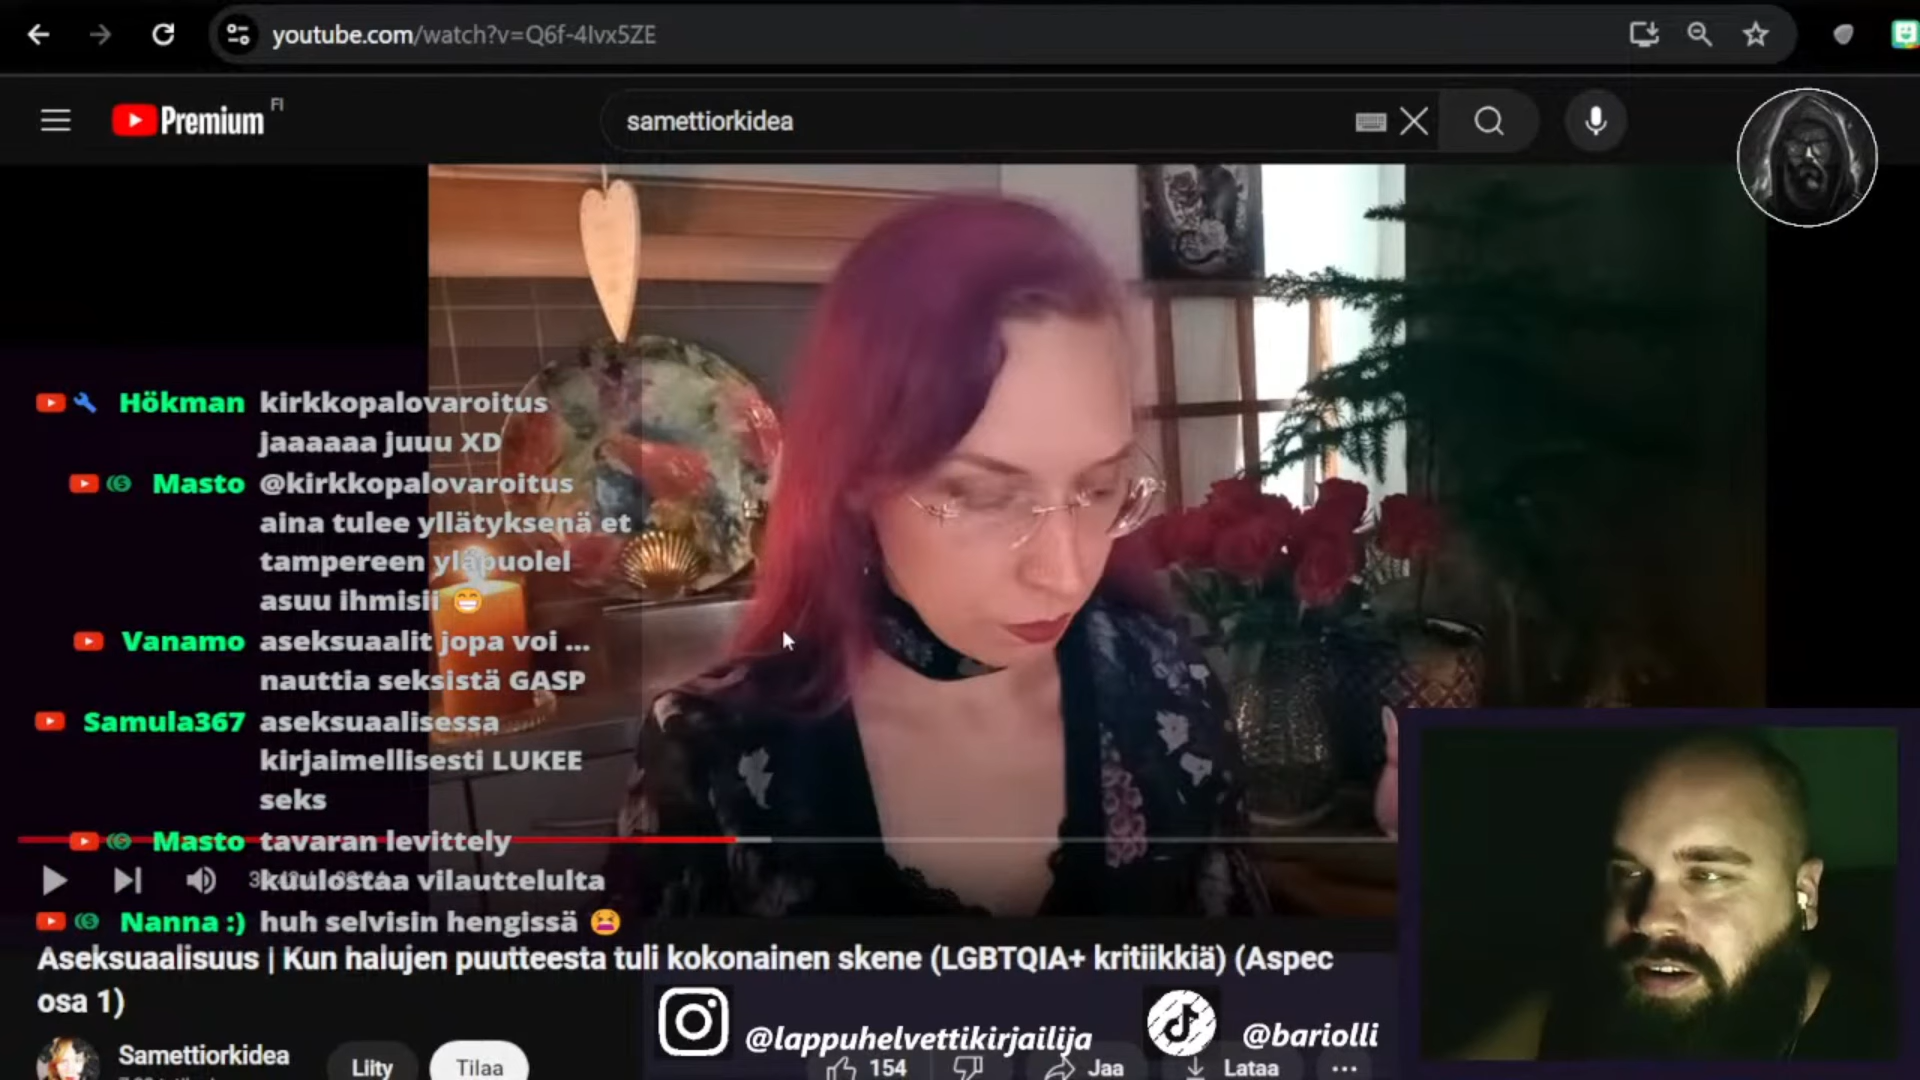 youtube.com/watch?v=Q6f-4lvx5ZE
Premium FI
samettiorkidea
Hökman kirkkopalovaroitus
jaaaaaa juuu XD
Masto @kirkkopalovaroitus
aina tulee yllätyksenä et
tampereen yläpuolel
asuu ihmisii 😁
Vanamo aseksuaalit jopa voi ...
nauttia seksistä GASP
Samula367 aseksuaalisessa
kirjaimellisesti LUKEE
seks
Masto tavaran levittely
kuulostaa vilauttelulta
Nanna :) huh selvisin hengissä 😫
Aseksuaalisuus | Kun halujen puutteesta tuli kokonainen skene (LGBTQIA+ kritiikkiä) (Aspec
osa 1)
@lappuhelvettikirjailija
@bariolli
Samettiorkidea
Liity
Tilaa
154
Jaa
Lataa